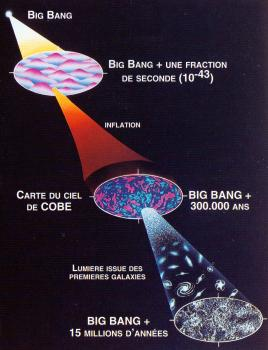 BIG BANG
BIG BANG + UNE FRACTION
DE SECONDE (10-43)
INFLATION
CARTE DU CIEL
DE COBE
BIG BANG +
300.000 ANS
LUMIERE ISSUE DES
PREMIERES GALAXIES
BIG BANG +
15 MILLIONS D'ANNÉES